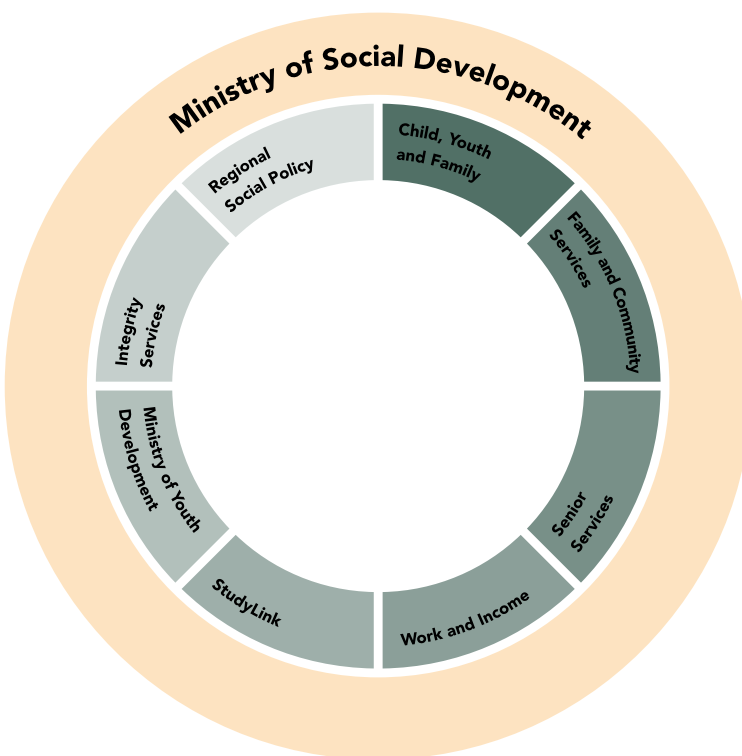 Ministry of Social Development
Child, Youth
and Family
Family and Community
Services
Senior
Services
Work and Income
StudyLink
Ministry of Youth
Development
Integrity
Services
Regional
Social Policy